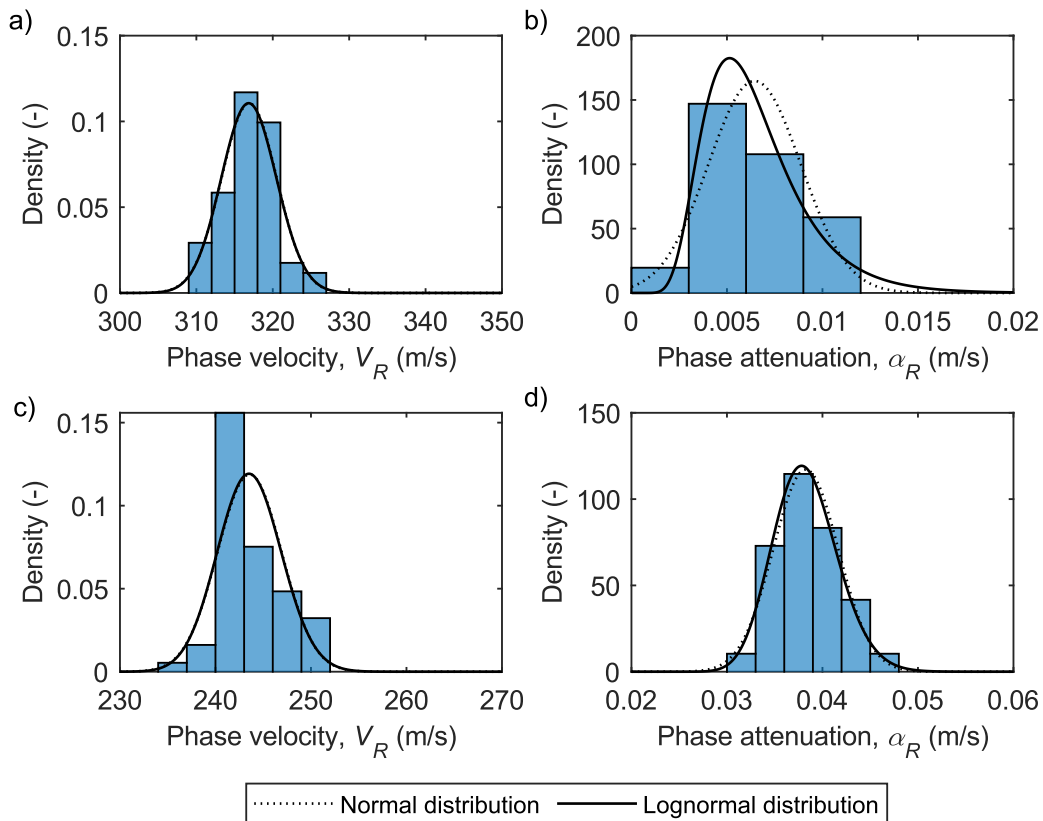 a)
0.15
0.1
0.05
0
Density (-)
300 310 320 330 340 350
Phase velocity, V_R (m/s)
b)
200
150
100
50
0
Density (-)
0 0.005 0.01 0.015 0.02
Phase attenuation, α_R (m/s)
c)
0.15
0.1
0.05
0
Density (-)
230 240 250 260 270
Phase velocity, V_R (m/s)
d)
150
100
50
0
Density (-)
0.02 0.03 0.04 0.05 0.06
Phase attenuation, α_R (m/s)
Normal distribution Lognormal distribution